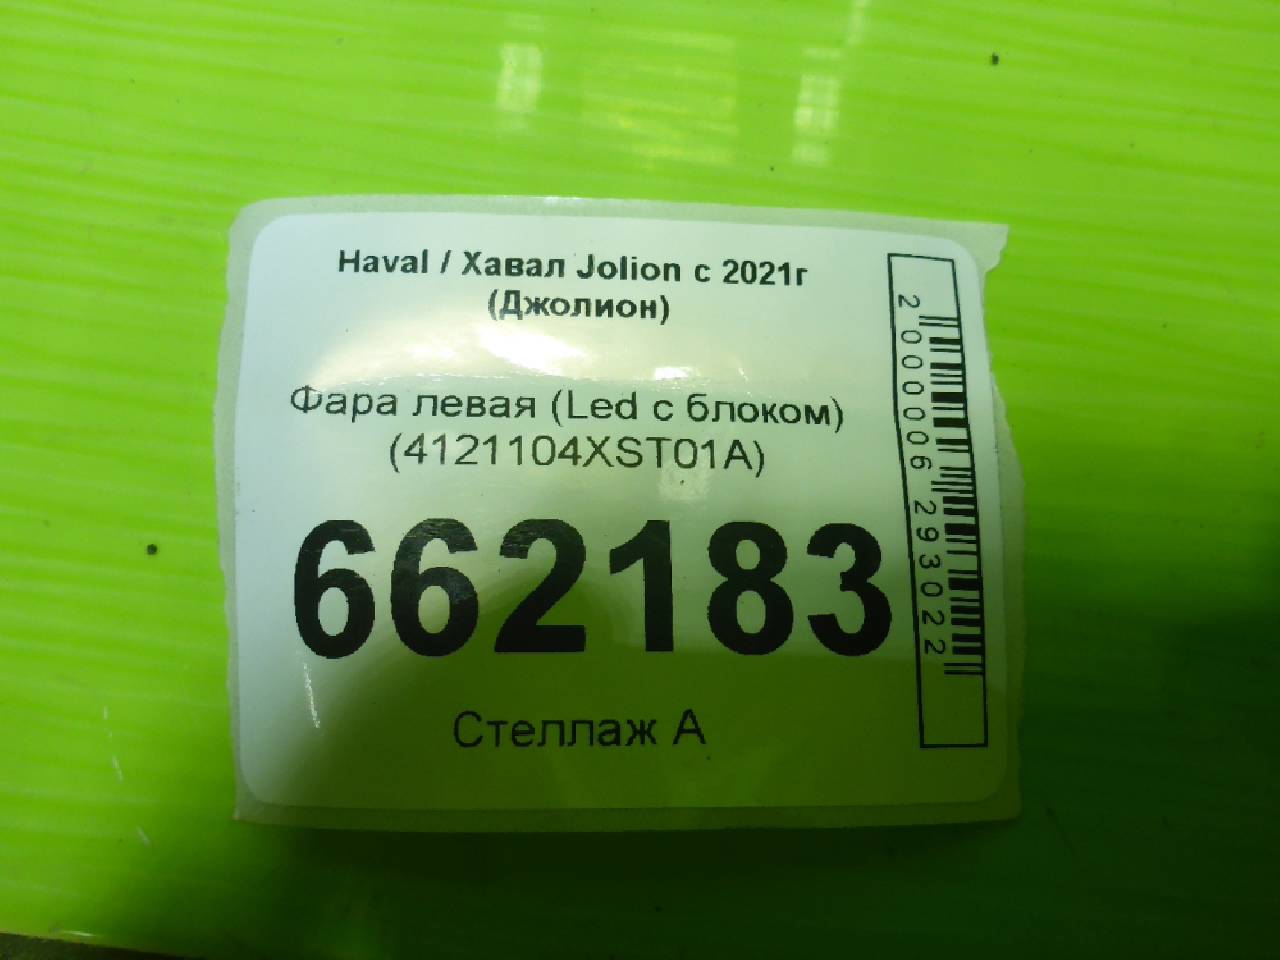 Haval / Хавал Jolion с 2021г
(Джолион)
Фара левая (Led с блоком)
(4121104XST01A)
662183
Стеллаж А
2000006293022